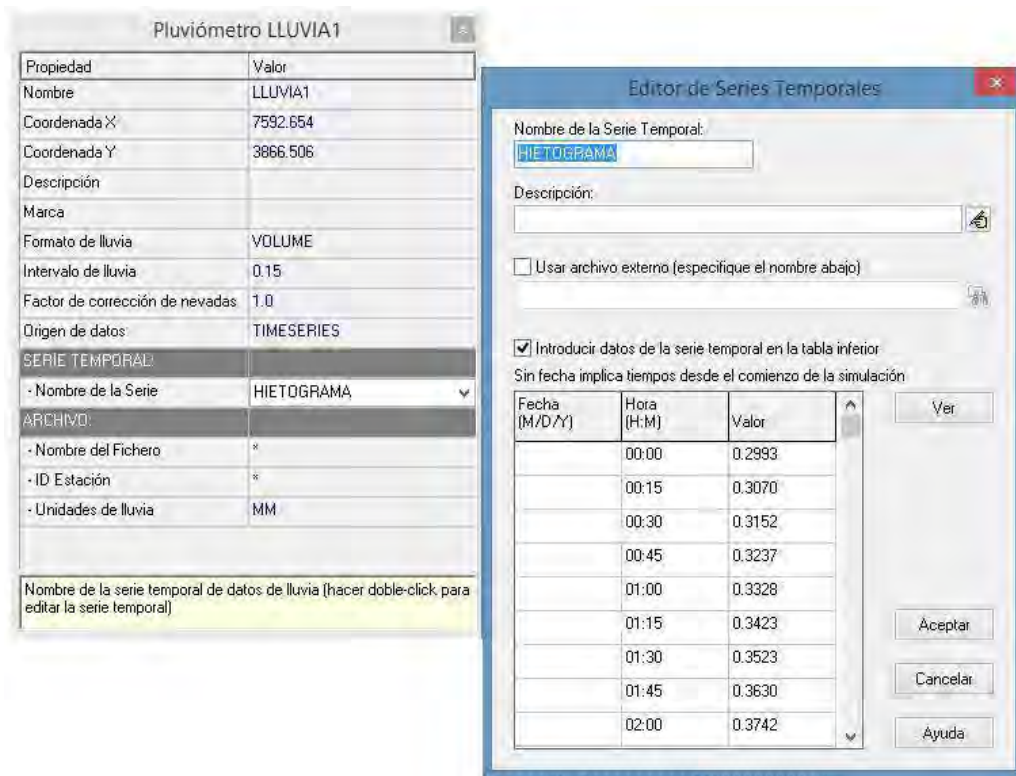 Pluviómetro LLUVIA1
Propiedad Valor
Nombre LLUVIA1
Coordenada X 7592.654
Coordenada Y 3866.506
Descripción
Marca
Formato de lluvia VOLUME
Intervalo de lluvia 0.15
Factor de corrección de nevadas 1.0
Origen de datos TIMESERIES
SERIE TEMPORAL:
- Nombre de la Serie HIETOGRAMA
ARCHIVO:
- Nombre del Fichero *
- ID Estación *
- Unidades de lluvia MM
Nombre de la serie temporal de datos de lluvia (hacer doble-click para
editar la serie temporal)
Editor de Series Temporales
Nombre de la Serie Temporal:
HIETOGRAMA
Descripción:
Usar archivo externo (especifique el nombre abajo)
Introducir datos de la serie temporal en la tabla inferior
Sin fecha implica tiempos desde el comienzo de la simulación
Fecha Hora
(M/D/Y) (H:M) Valor
00:00 0.2993
00:15 0.3070
00:30 0.3152
00:45 0.3237
01:00 0.3328
01:15 0.3423
01:30 0.3523
01:45 0.3630
02:00 0.3742
Ver
Aceptar
Cancelar
Ayuda